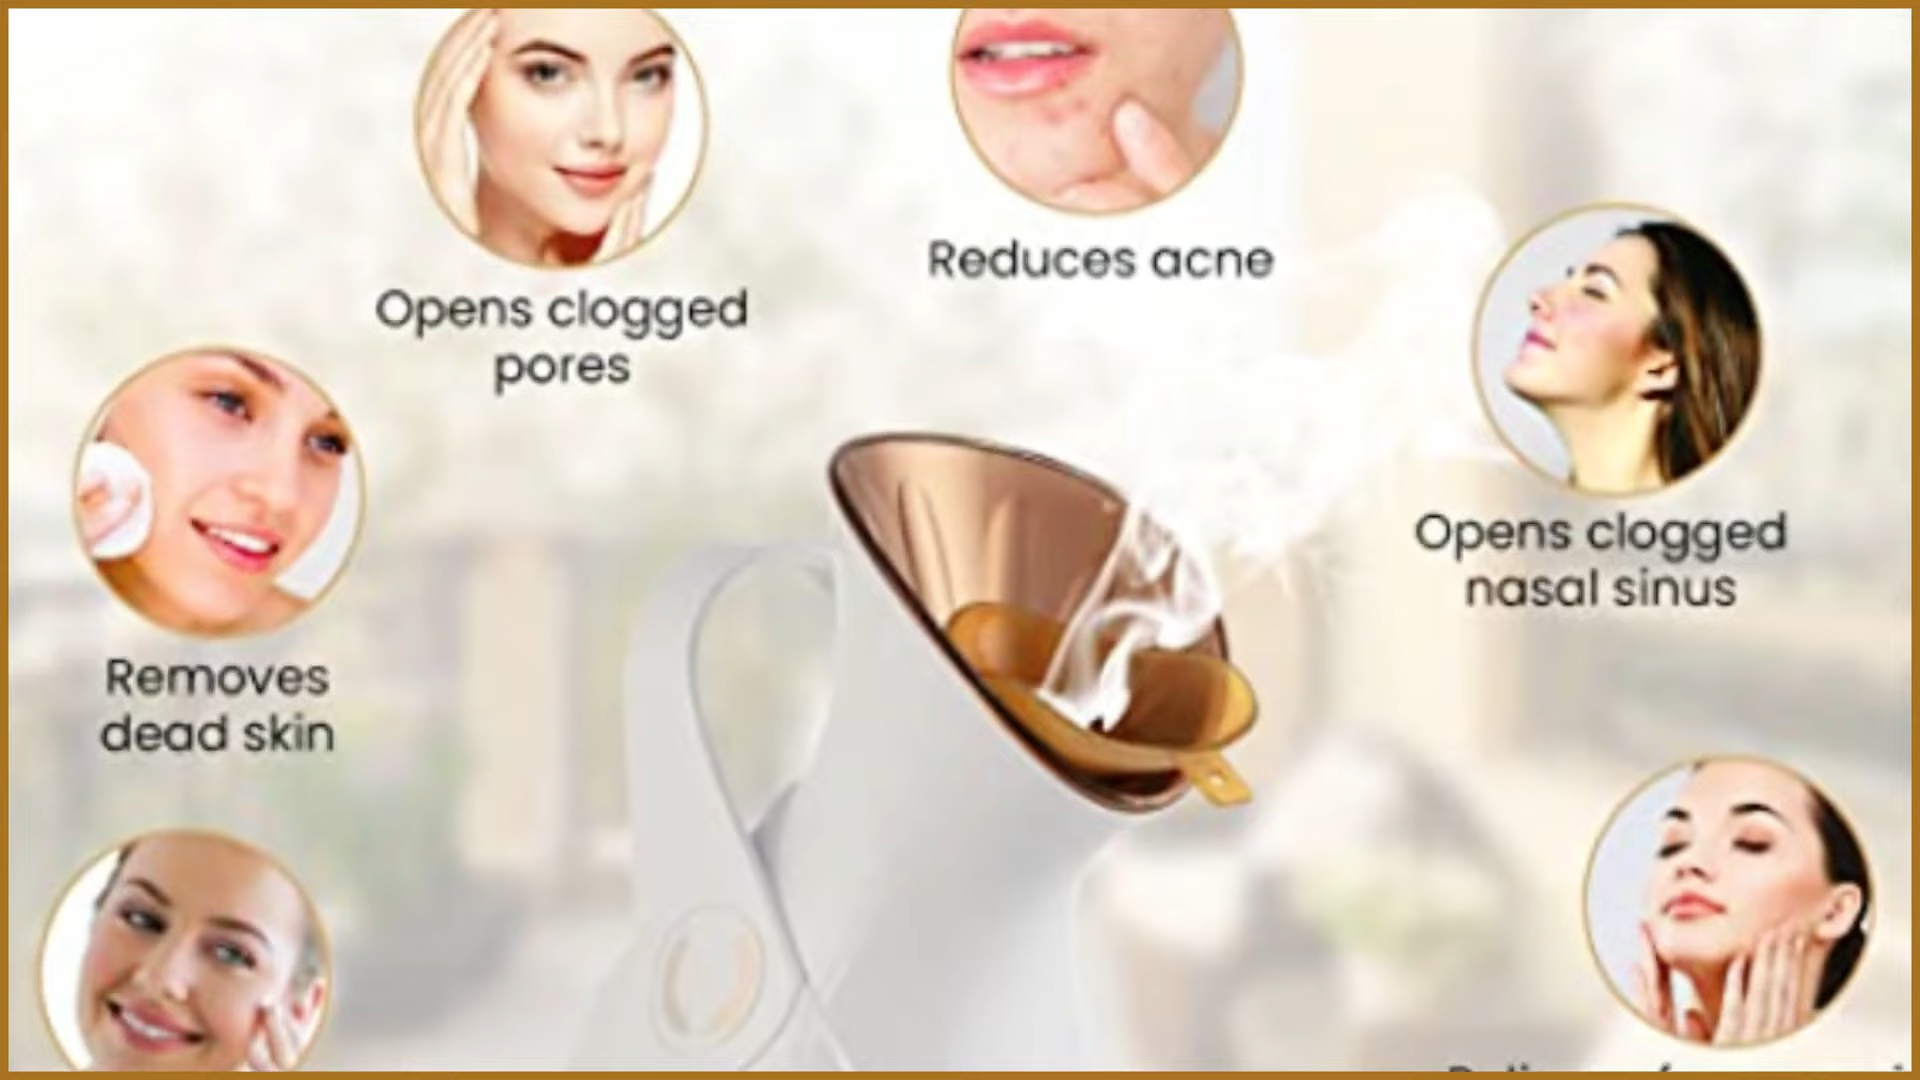 Reduces acne
Opens clogged
pores
Opens clogged
nasal sinus
Removes
dead skin